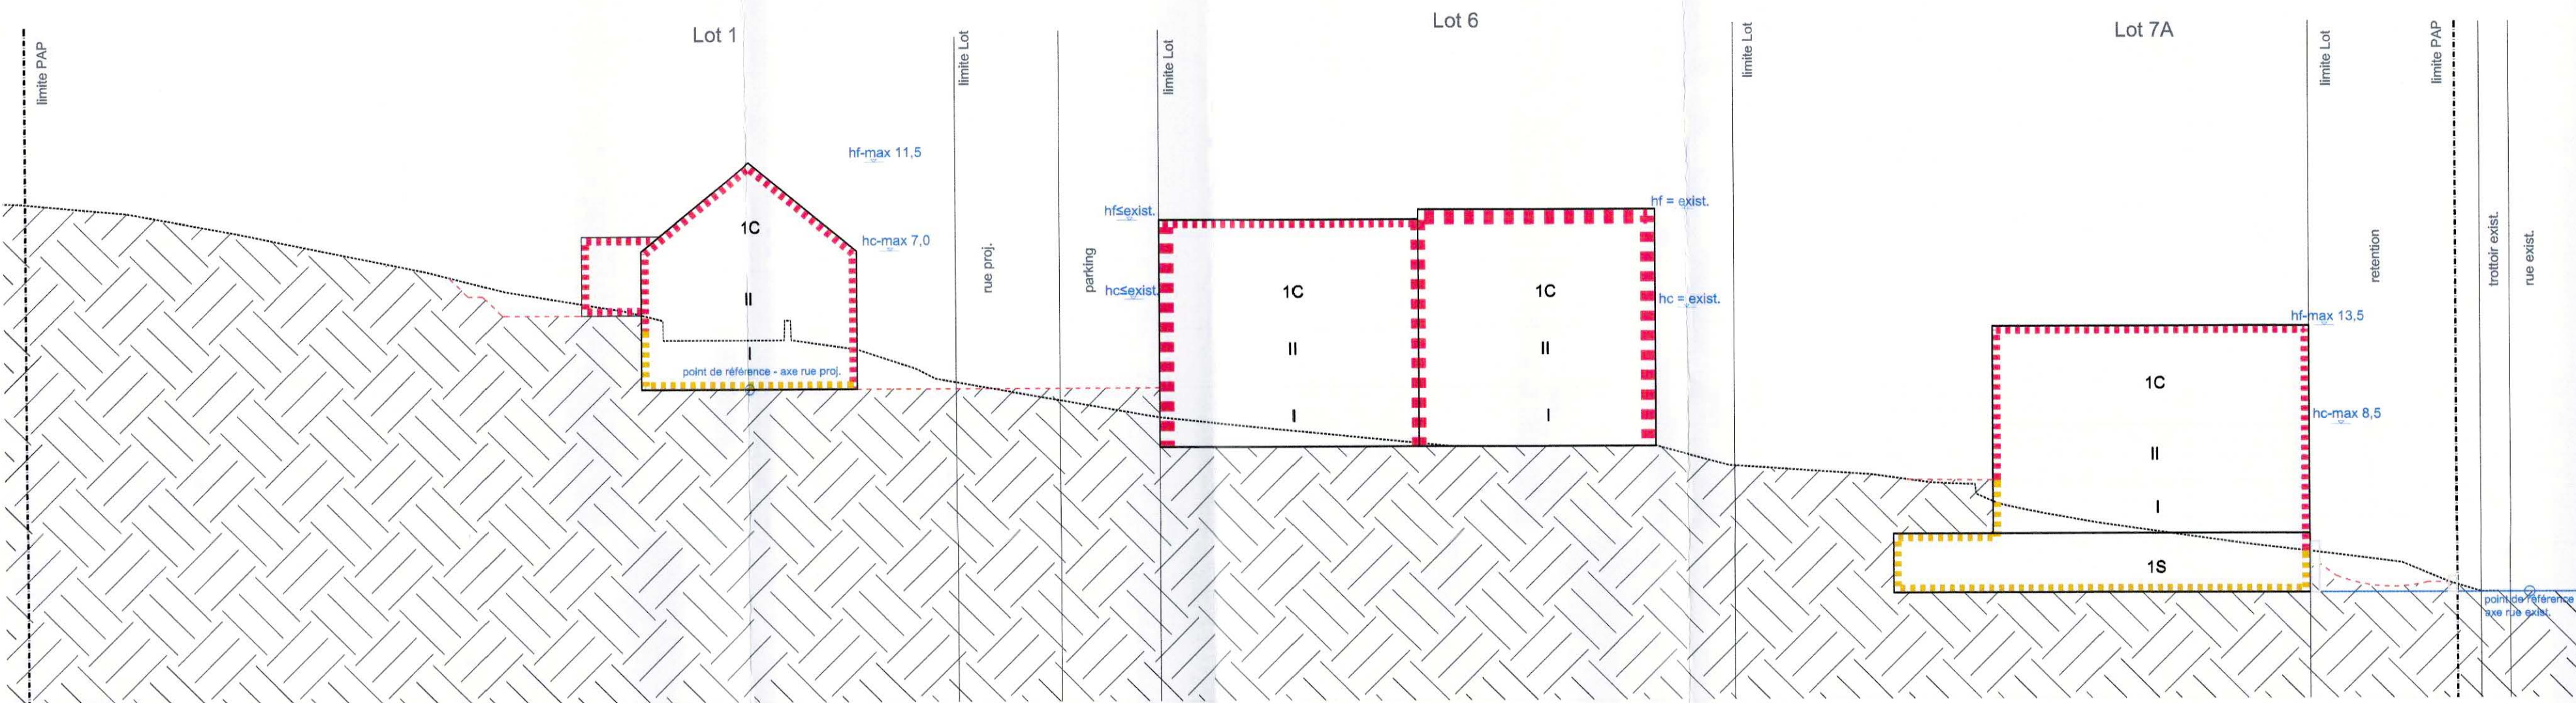 limite PAP
Lot 1
hf-max 11,5
hc-max 7,0
1C
II
I
point de référence - axe rue proj.
limite Lot
rue proj.
parking
limite Lot
Lot 6
hf≤exist.
hc≤exist.
1C
II
I
1C
II
I
hf = exist.
hc = exist.
limite Lot
Lot 7A
1C
II
I
1S
limite Lot
hf-max 13,5
hc-max 8,5
retention
limite PAP
trottoir exist.
rue exist.
point de référence
axe rue exist.